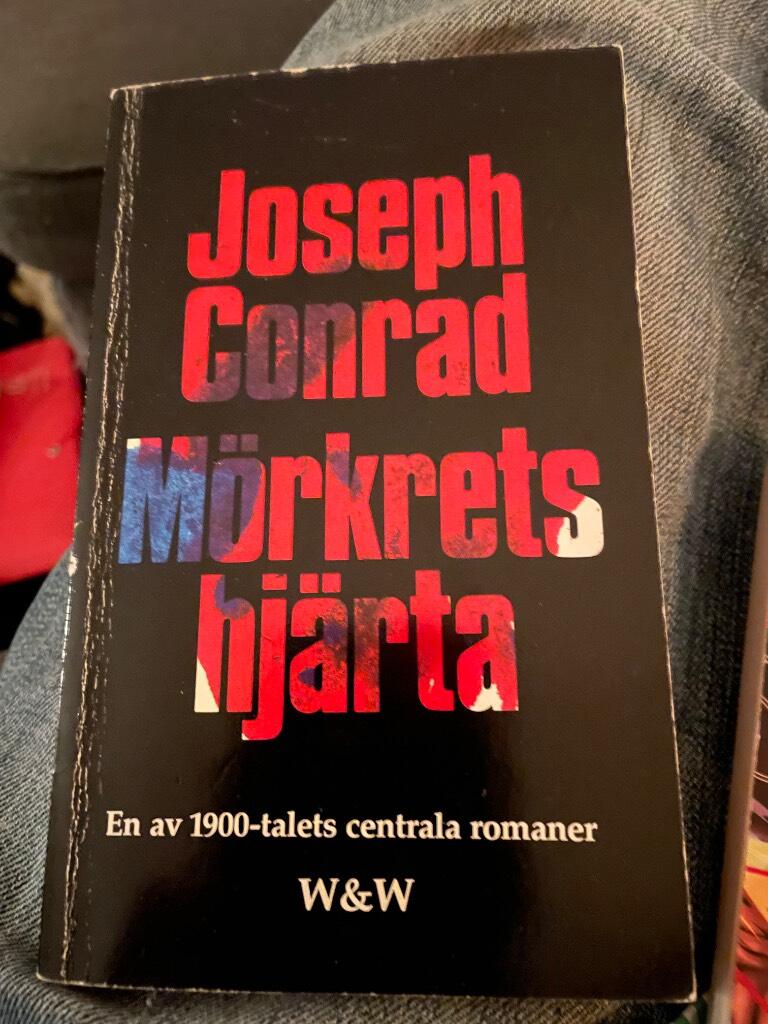 Joseph
Conrad
Mörkrets
hjärta
En av 1900-talets centrala romaner
W&W